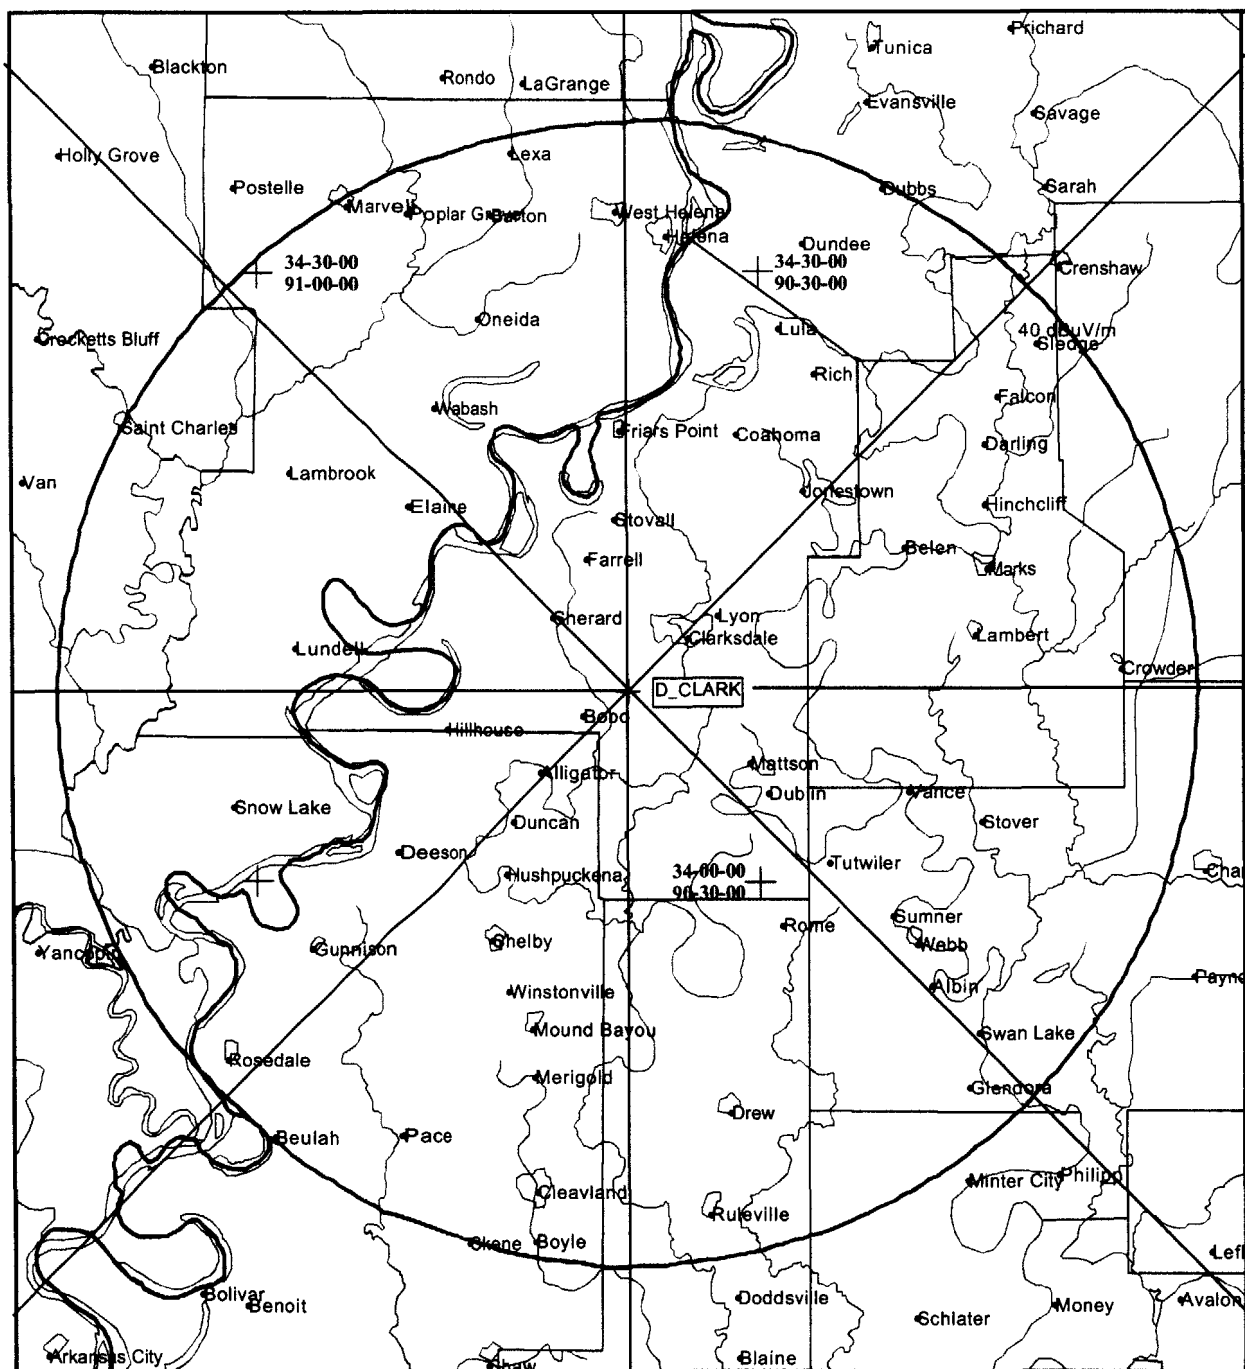 Prichard
Tunica
Blackton
Rondo
LaGrange
Evansville
Savage
Holly Grove
Lexa
Postelle
Dubbs
Sarah
Marvell
Poplar Grove
Barton
West Helena
Helena
Dundee
34-30-00
91-00-00
34-30-00
90-30-00
Crenshaw
Oneida
Lula
40 dBuV/m
Sledge
Crocketts Bluff
Rich
Falcon
Wabash
Saint Charles
Friars Point
Coahoma
Darling
Lambrook
Van
Jonestown
Elaine
Hinchcliff
Stovall
Belen
Farrell
Marks
Sherard
Lyon
Clarksdale
Lambert
Lundell
Crowder
D_CLARK
Bobo
Hillhouse
Alligator
Mattson
Dublin
Vance
Snow Lake
Duncan
Stover
Deeson
Tutwiler
Hushpuckena
34-00-00
90-30-00
Char
Sumner
Rome
Webb
Shelby
Gunnison
Payne
Albin
Winstonville
Mound Bayou
Swan Lake
Rosedale
Merigold
Glendora
Drew
Beulah
Pace
Philipp
Minter City
Cleavland
Ruleville
Skene
Boyle
Lefl
Bolivar
Benoit
Doddsville
Money
Avalon
Schlater
Arkansas City
Shaw
Blaine